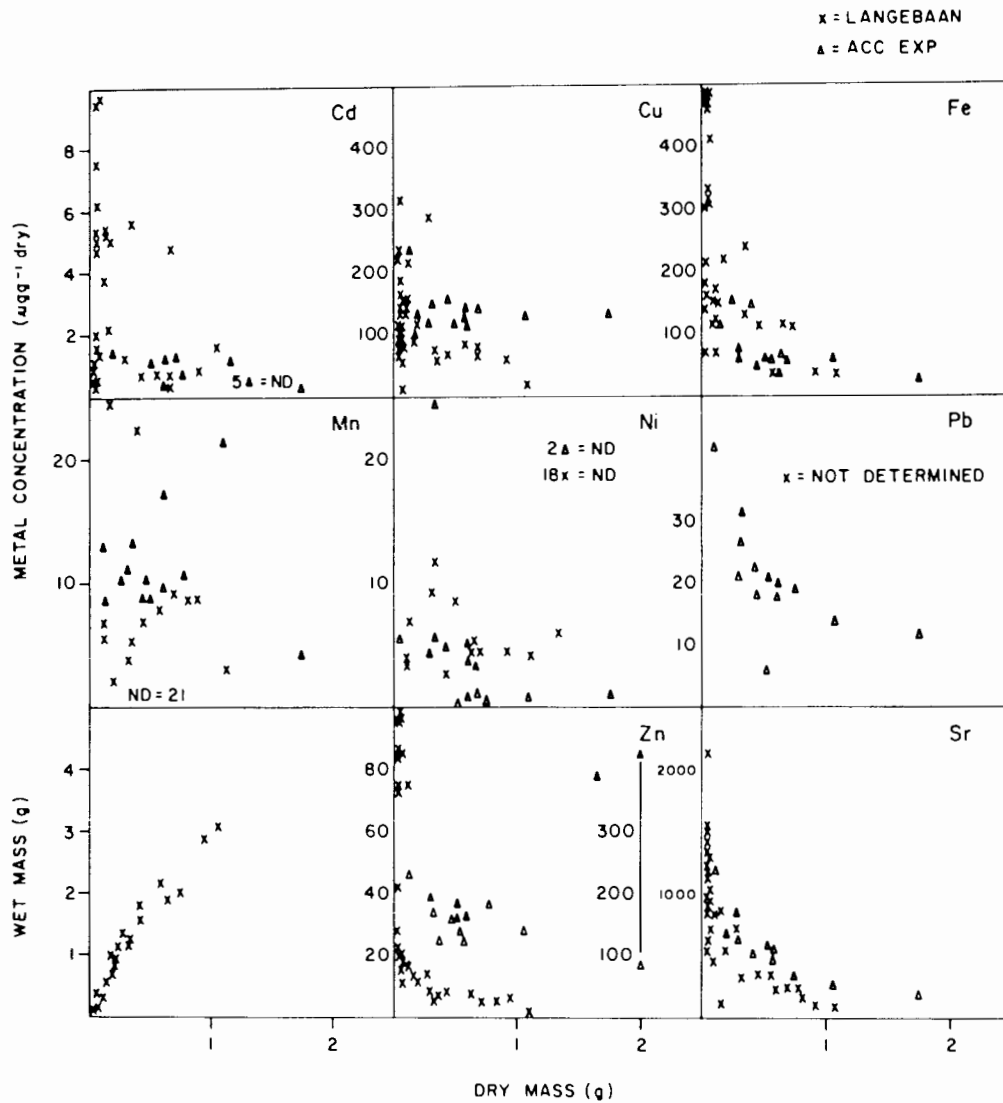 x = LANGEBAAN
▵ = ACC EXP
METAL CONCENTRATION (µgg⁻¹ dry)
Cd
8
6
4
2
5 ▵ = ND
Cu
400
300
200
100
Fe
400
300
200
100
Mn
20
10
ND = 21
Ni
20
10
2▵ = ND
18x = ND
Pb
x = NOT DETERMINED
30
20
10
WET MASS (g)
4
3
2
1
Zn
80
60
40
20
300
200
100
Sr
2000
1000
1
2
1
2
1
2
DRY MASS (g)